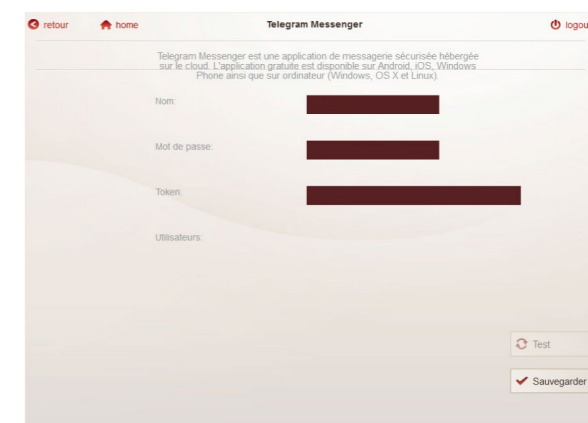 retour
home
Telegram Messenger
logou
Telegram Messenger est une application de messagerie sécurisée hébergée
sur le cloud. L'application gratuite est disponible sur Android, iOS, Windows
Phone ainsi que sur ordinateur (Windows, OS X et Linux).
Nom:
Mot de passe:
Token:
Utilisateurs:
Test
Sauvegarder